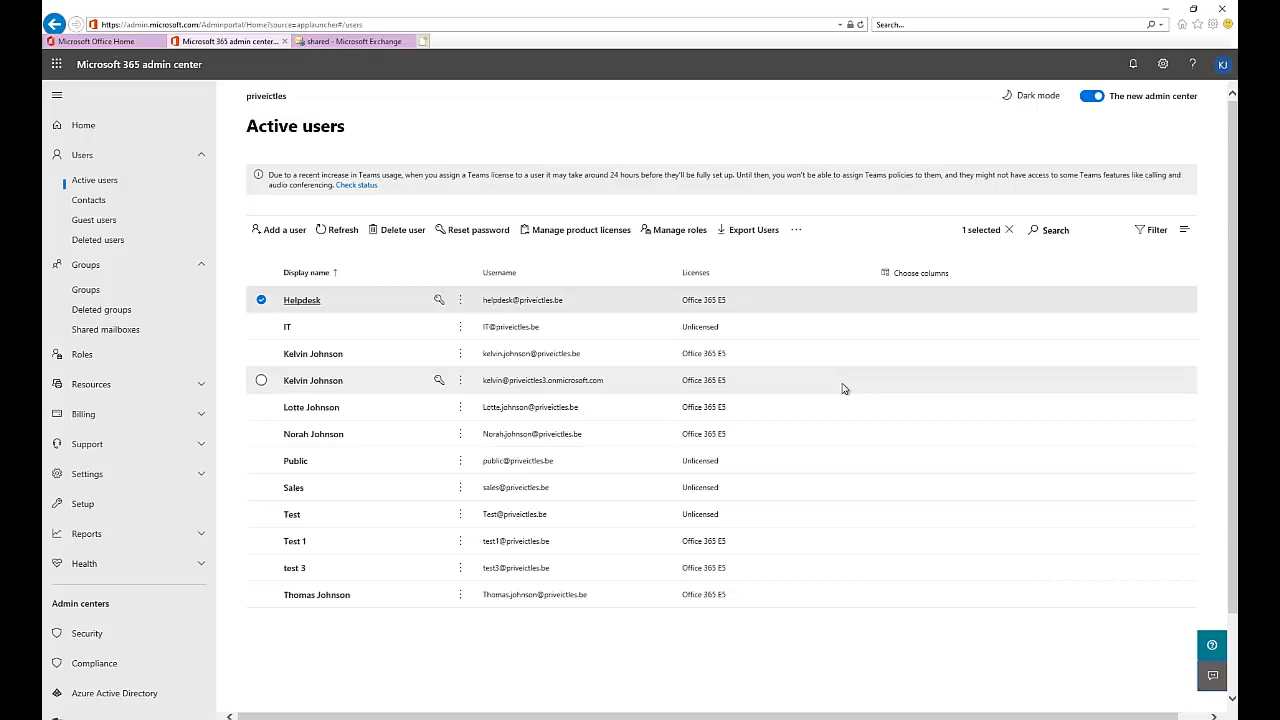 https://admin.microsoft.com/Adminportal/Home?source=applauncher#/users
Search...
Microsoft Office Home
Microsoft 365 admin center...
shared - Microsoft Exchange
Microsoft 365 admin center
KJ
priveictles
Dark mode
The new admin center
Active users
Due to a recent increase in Teams usage, when you assign a Teams license to a user it may take around 24 hours before they'll be fully set up. Until then, you won't be able to assign Teams policies to them, and they might not have access to some Teams features like calling and
audio conferencing. Check status
Add a user Refresh Delete user Reset password Manage product licenses Manage roles Export Users ... 1 selected Search Filter
Display name ↑ Username Licenses Choose columns
Helpdesk helpdesk@priveictles.be Office 365 E5
IT IT@priveictles.be Unlicensed
Kelvin Johnson kelvin.johnson@priveictles.be Office 365 E5
Kelvin Johnson kelvin@priveictles3.onmicrosoft.com Office 365 E5
Lotte Johnson Lotte.johnson@priveictles.be Office 365 E5
Norah Johnson Norah.johnson@priveictles.be Office 365 E5
Public public@priveictles.be Unlicensed
Sales sales@priveictles.be Unlicensed
Test Test@priveictles.be Unlicensed
Test 1 test1@priveictles.be Office 365 E5
test 3 test3@priveictles.be Office 365 E5
Thomas Johnson Thomas.johnson@priveictles.be Office 365 E5
Home
Users
Active users
Contacts
Guest users
Deleted users
Groups
Groups
Deleted groups
Shared mailboxes
Roles
Resources
Billing
Support
Settings
Setup
Reports
Health
Admin centers
Security
Compliance
Azure Active Directory